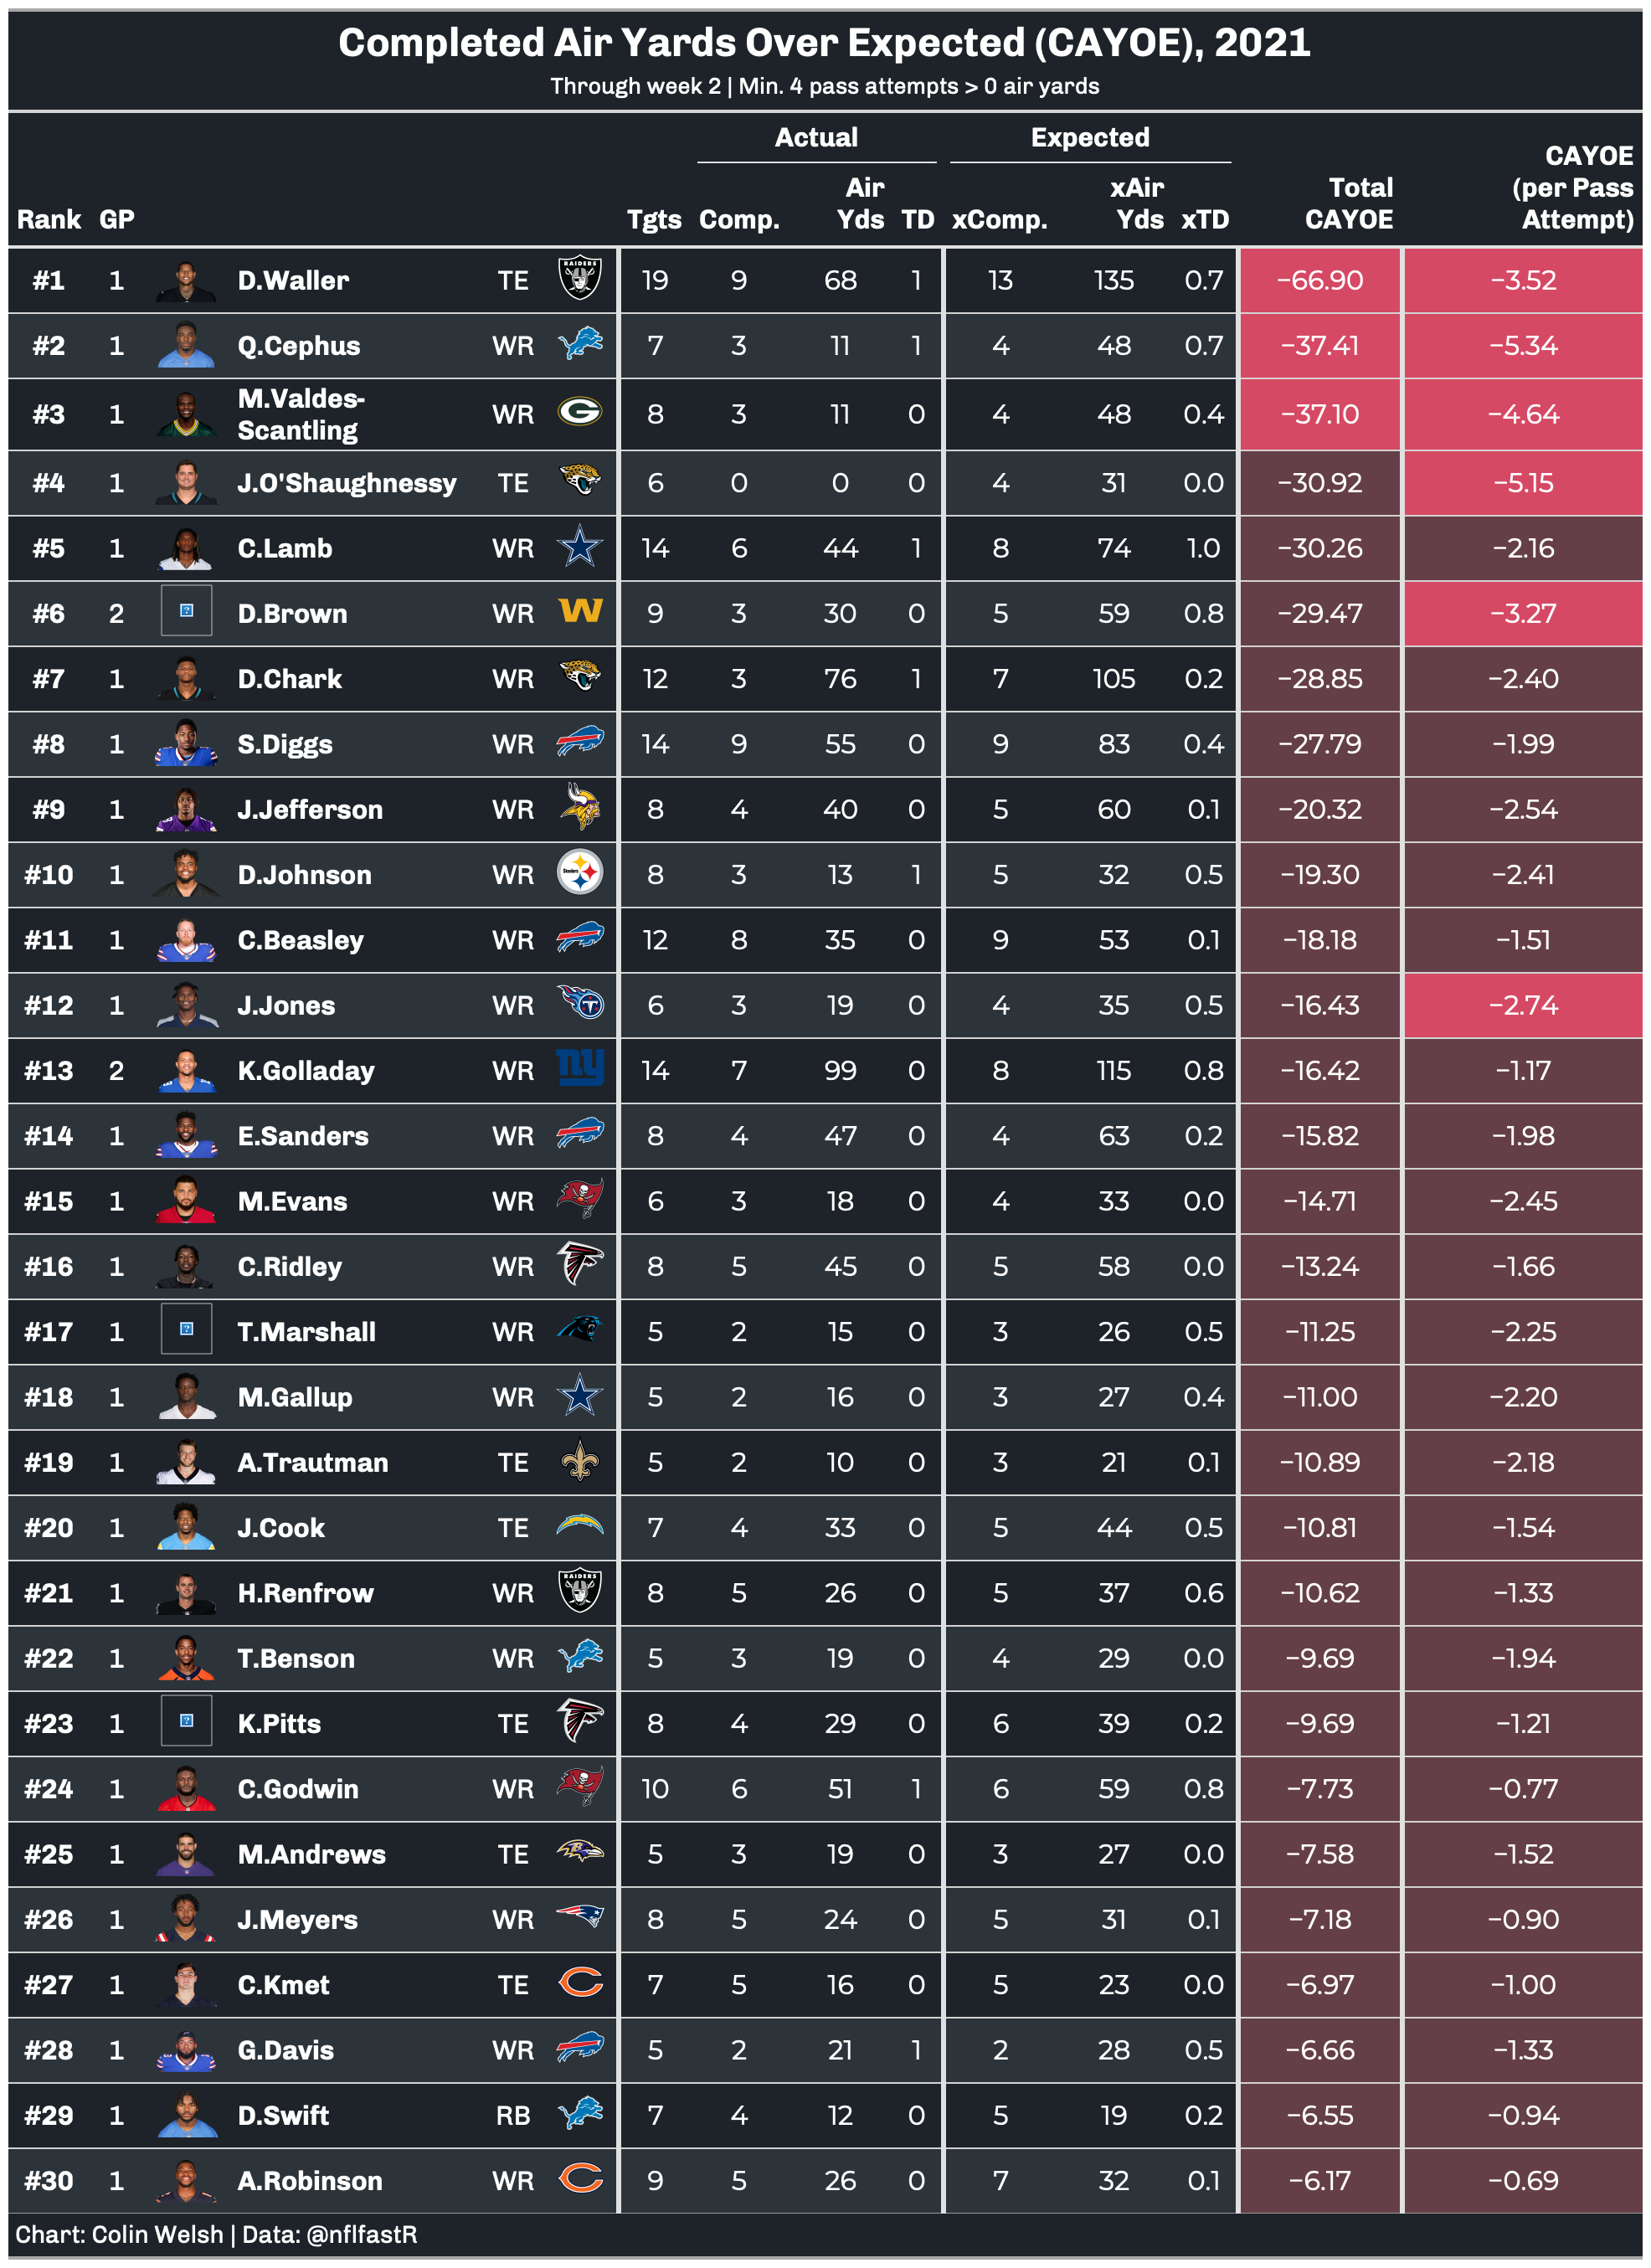 Completed Air Yards Over Expected (CAYOE), 2021
Through week 2 | Min. 4 pass attempts > 0 air yards
Actual Expected
Rank GP Tgts Comp. Air Yds TD xComp. xAir Yds xTD Total CAYOE CAYOE (per Pass Attempt)
#1 1 D.Waller TE RAIDERS 19 9 68 1 13 135 0.7 −66.90 −3.52
#2 1 Q.Cephus WR 7 3 11 1 4 48 0.7 −37.41 −5.34
#3 1 M.Valdes-Scantling WR G 8 3 11 0 4 48 0.4 −37.10 −4.64
#4 1 J.O'Shaughnessy TE 6 0 0 0 4 31 0.0 −30.92 −5.15
#5 1 C.Lamb WR 14 6 44 1 8 74 1.0 −30.26 −2.16
#6 2 D.Brown WR W 9 3 30 0 5 59 0.8 −29.47 −3.27
#7 1 D.Chark WR 12 3 76 1 7 105 0.2 −28.85 −2.40
#8 1 S.Diggs WR 14 9 55 0 9 83 0.4 −27.79 −1.99
#9 1 J.Jefferson WR 8 4 40 0 5 60 0.1 −20.32 −2.54
#10 1 D.Johnson WR Steelers 8 3 13 1 5 32 0.5 −19.30 −2.41
#11 1 C.Beasley WR 12 8 35 0 9 53 0.1 −18.18 −1.51
#12 1 J.Jones WR T 6 3 19 0 4 35 0.5 −16.43 −2.74
#13 2 K.Golladay WR ny 14 7 99 0 8 115 0.8 −16.42 −1.17
#14 1 E.Sanders WR 8 4 47 0 4 63 0.2 −15.82 −1.98
#15 1 M.Evans WR 6 3 18 0 4 33 0.0 −14.71 −2.45
#16 1 C.Ridley WR 8 5 45 0 5 58 0.0 −13.24 −1.66
#17 1 T.Marshall WR 5 2 15 0 3 26 0.5 −11.25 −2.25
#18 1 M.Gallup WR 5 2 16 0 3 27 0.4 −11.00 −2.20
#19 1 A.Trautman TE 5 2 10 0 3 21 0.1 −10.89 −2.18
#20 1 J.Cook TE 7 4 33 0 5 44 0.5 −10.81 −1.54
#21 1 H.Renfrow WR RAIDERS 8 5 26 0 5 37 0.6 −10.62 −1.33
#22 1 T.Benson WR 5 3 19 0 4 29 0.0 −9.69 −1.94
#23 1 K.Pitts TE 8 4 29 0 6 39 0.2 −9.69 −1.21
#24 1 C.Godwin WR 10 6 51 1 6 59 0.8 −7.73 −0.77
#25 1 M.Andrews TE 5 3 19 0 3 27 0.0 −7.58 −1.52
#26 1 J.Meyers WR 8 5 24 0 5 31 0.1 −7.18 −0.90
#27 1 C.Kmet TE C 7 5 16 0 5 23 0.0 −6.97 −1.00
#28 1 G.Davis WR 5 2 21 1 2 28 0.5 −6.66 −1.33
#29 1 D.Swift RB 7 4 12 0 5 19 0.2 −6.55 −0.94
#30 1 A.Robinson WR C 9 5 26 0 7 32 0.1 −6.17 −0.69
Chart: Colin Welsh | Data: @nflfastR